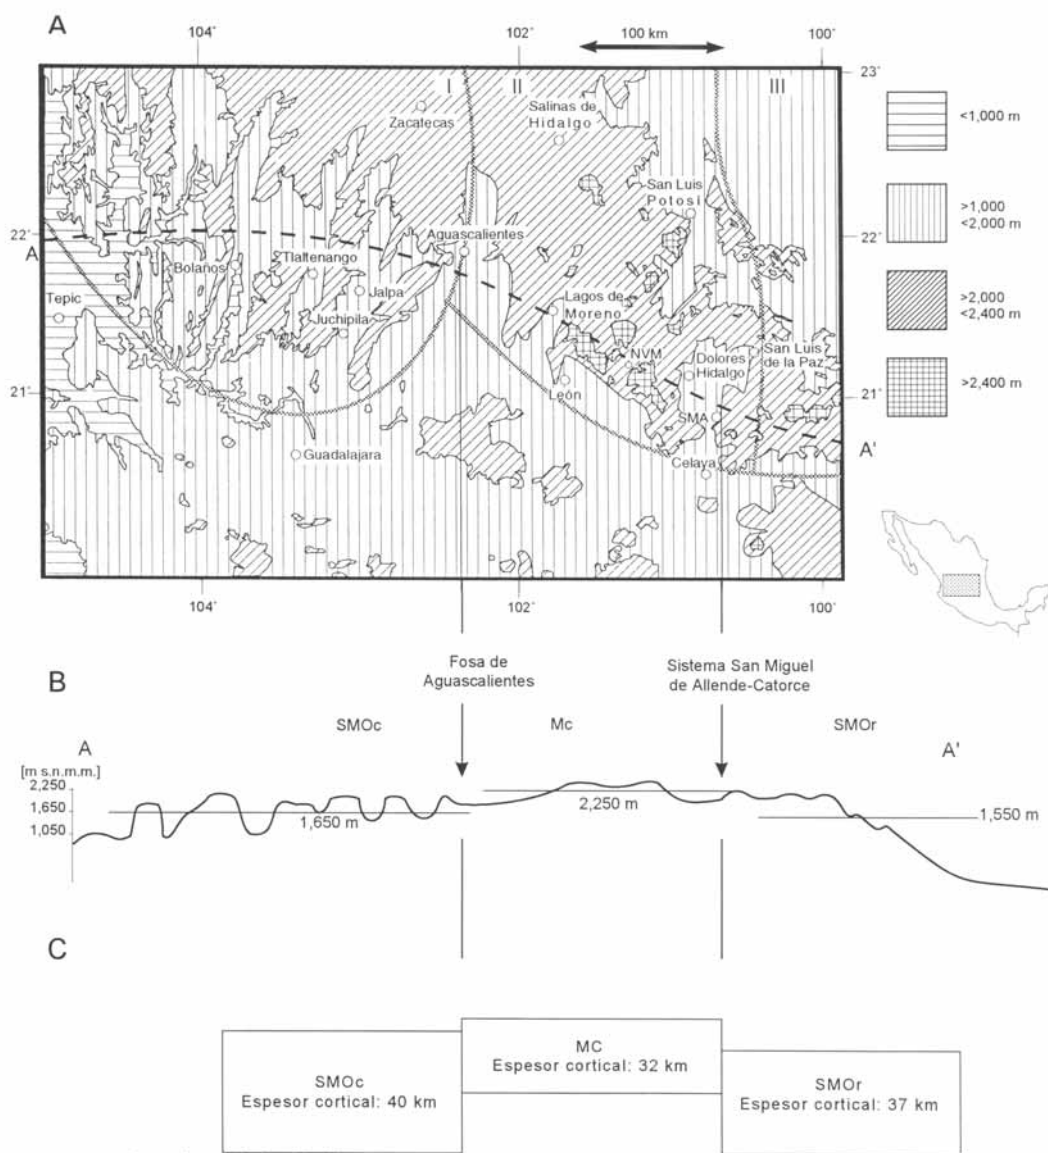 A
104°
102°
100 km
100°
I
II
III
23°
Zacatecas
Salinas de
Hidalgo
<1,000 m
San Luis
Potosí
>1,000
<2,000 m
22°
22°
A
Aguascalientes
Bolaños
Tlaltenango
Jalpa
Tepic
Juchipila
Lagos de
Moreno
>2,000
<2,400 m
NVM
Dolores
Hidalgo
San Luis
de la Paz
21°
21°
León
SMA
>2,400 m
Guadalajara
Celaya
A'
104°
102°
100°
Fosa de
Aguascalientes
Sistema San Miguel
de Allende-Catorce
B
SMOc
Mc
SMOr
A
A'
[m s.n.m.m.]
2,250
1,650
1,050
1,650 m
2,250 m
1,550 m
C
SMOc
Espesor cortical: 40 km
MC
Espesor cortical: 32 km
SMOr
Espesor cortical: 37 km